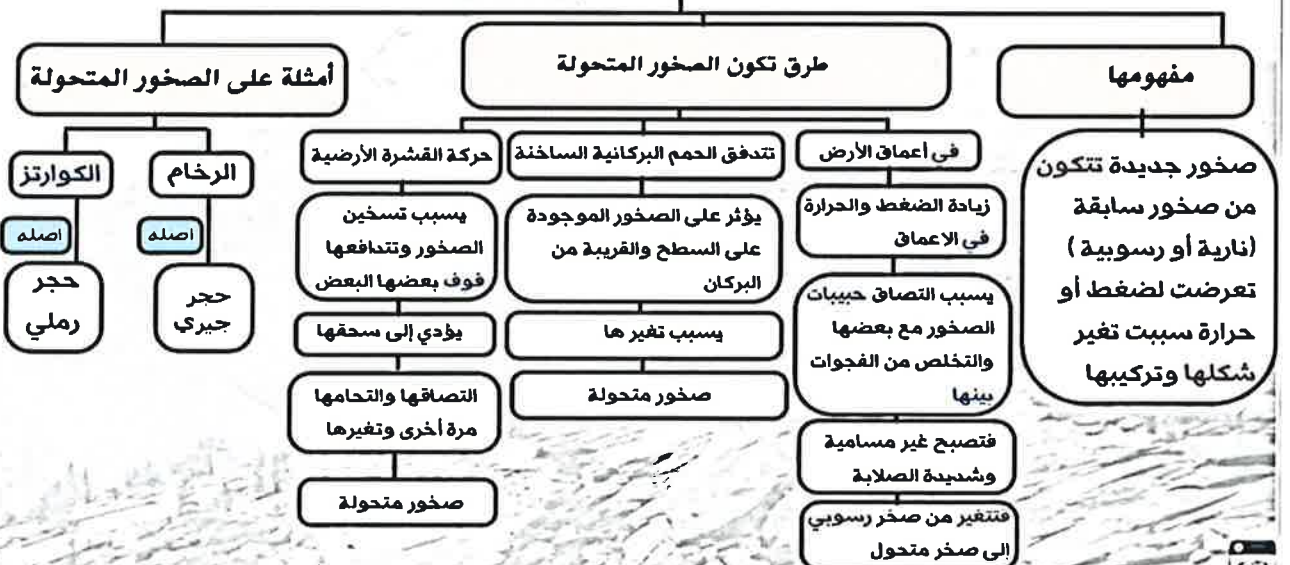 مفهومها
صخور جديدة تتكون
من صخور سابقة
(نارية أو رسوبية )
تعرضت لضغط أو
حرارة سببت تغير
شكلها وتركيبها
طرق تكون الصخور المتحولة
في أعماق الأرض
زيادة الضغط والحرارة
في الاعماق
يسبب التصاق حبيبات
الصخور مع بعضها
والتخلص من الفجوات
بينها
فتصبح غير مسامية
وشديدة الصلابة
فتتغير من صخر رسوبي
إلى صخر متحول
تتدفق الحمم البركانية الساخنة
يؤثر على الصخور الموجودة
على السطح والقريبة من
البركان
يسبب تغير ها
صخور متحولة
حركة القشرة الأرضية
يسبب تسخين
الصخور وتتدافعها
فوق بعضها البعض
يؤدي إلى سحقها
التصاقها والتحامها
مرة أخرى وتغيرها
صخور متحولة
أمثلة على الصخور المتحولة
الرخام
اصله
حجر
جيري
الكوارتز
اصله
حجر
رملي